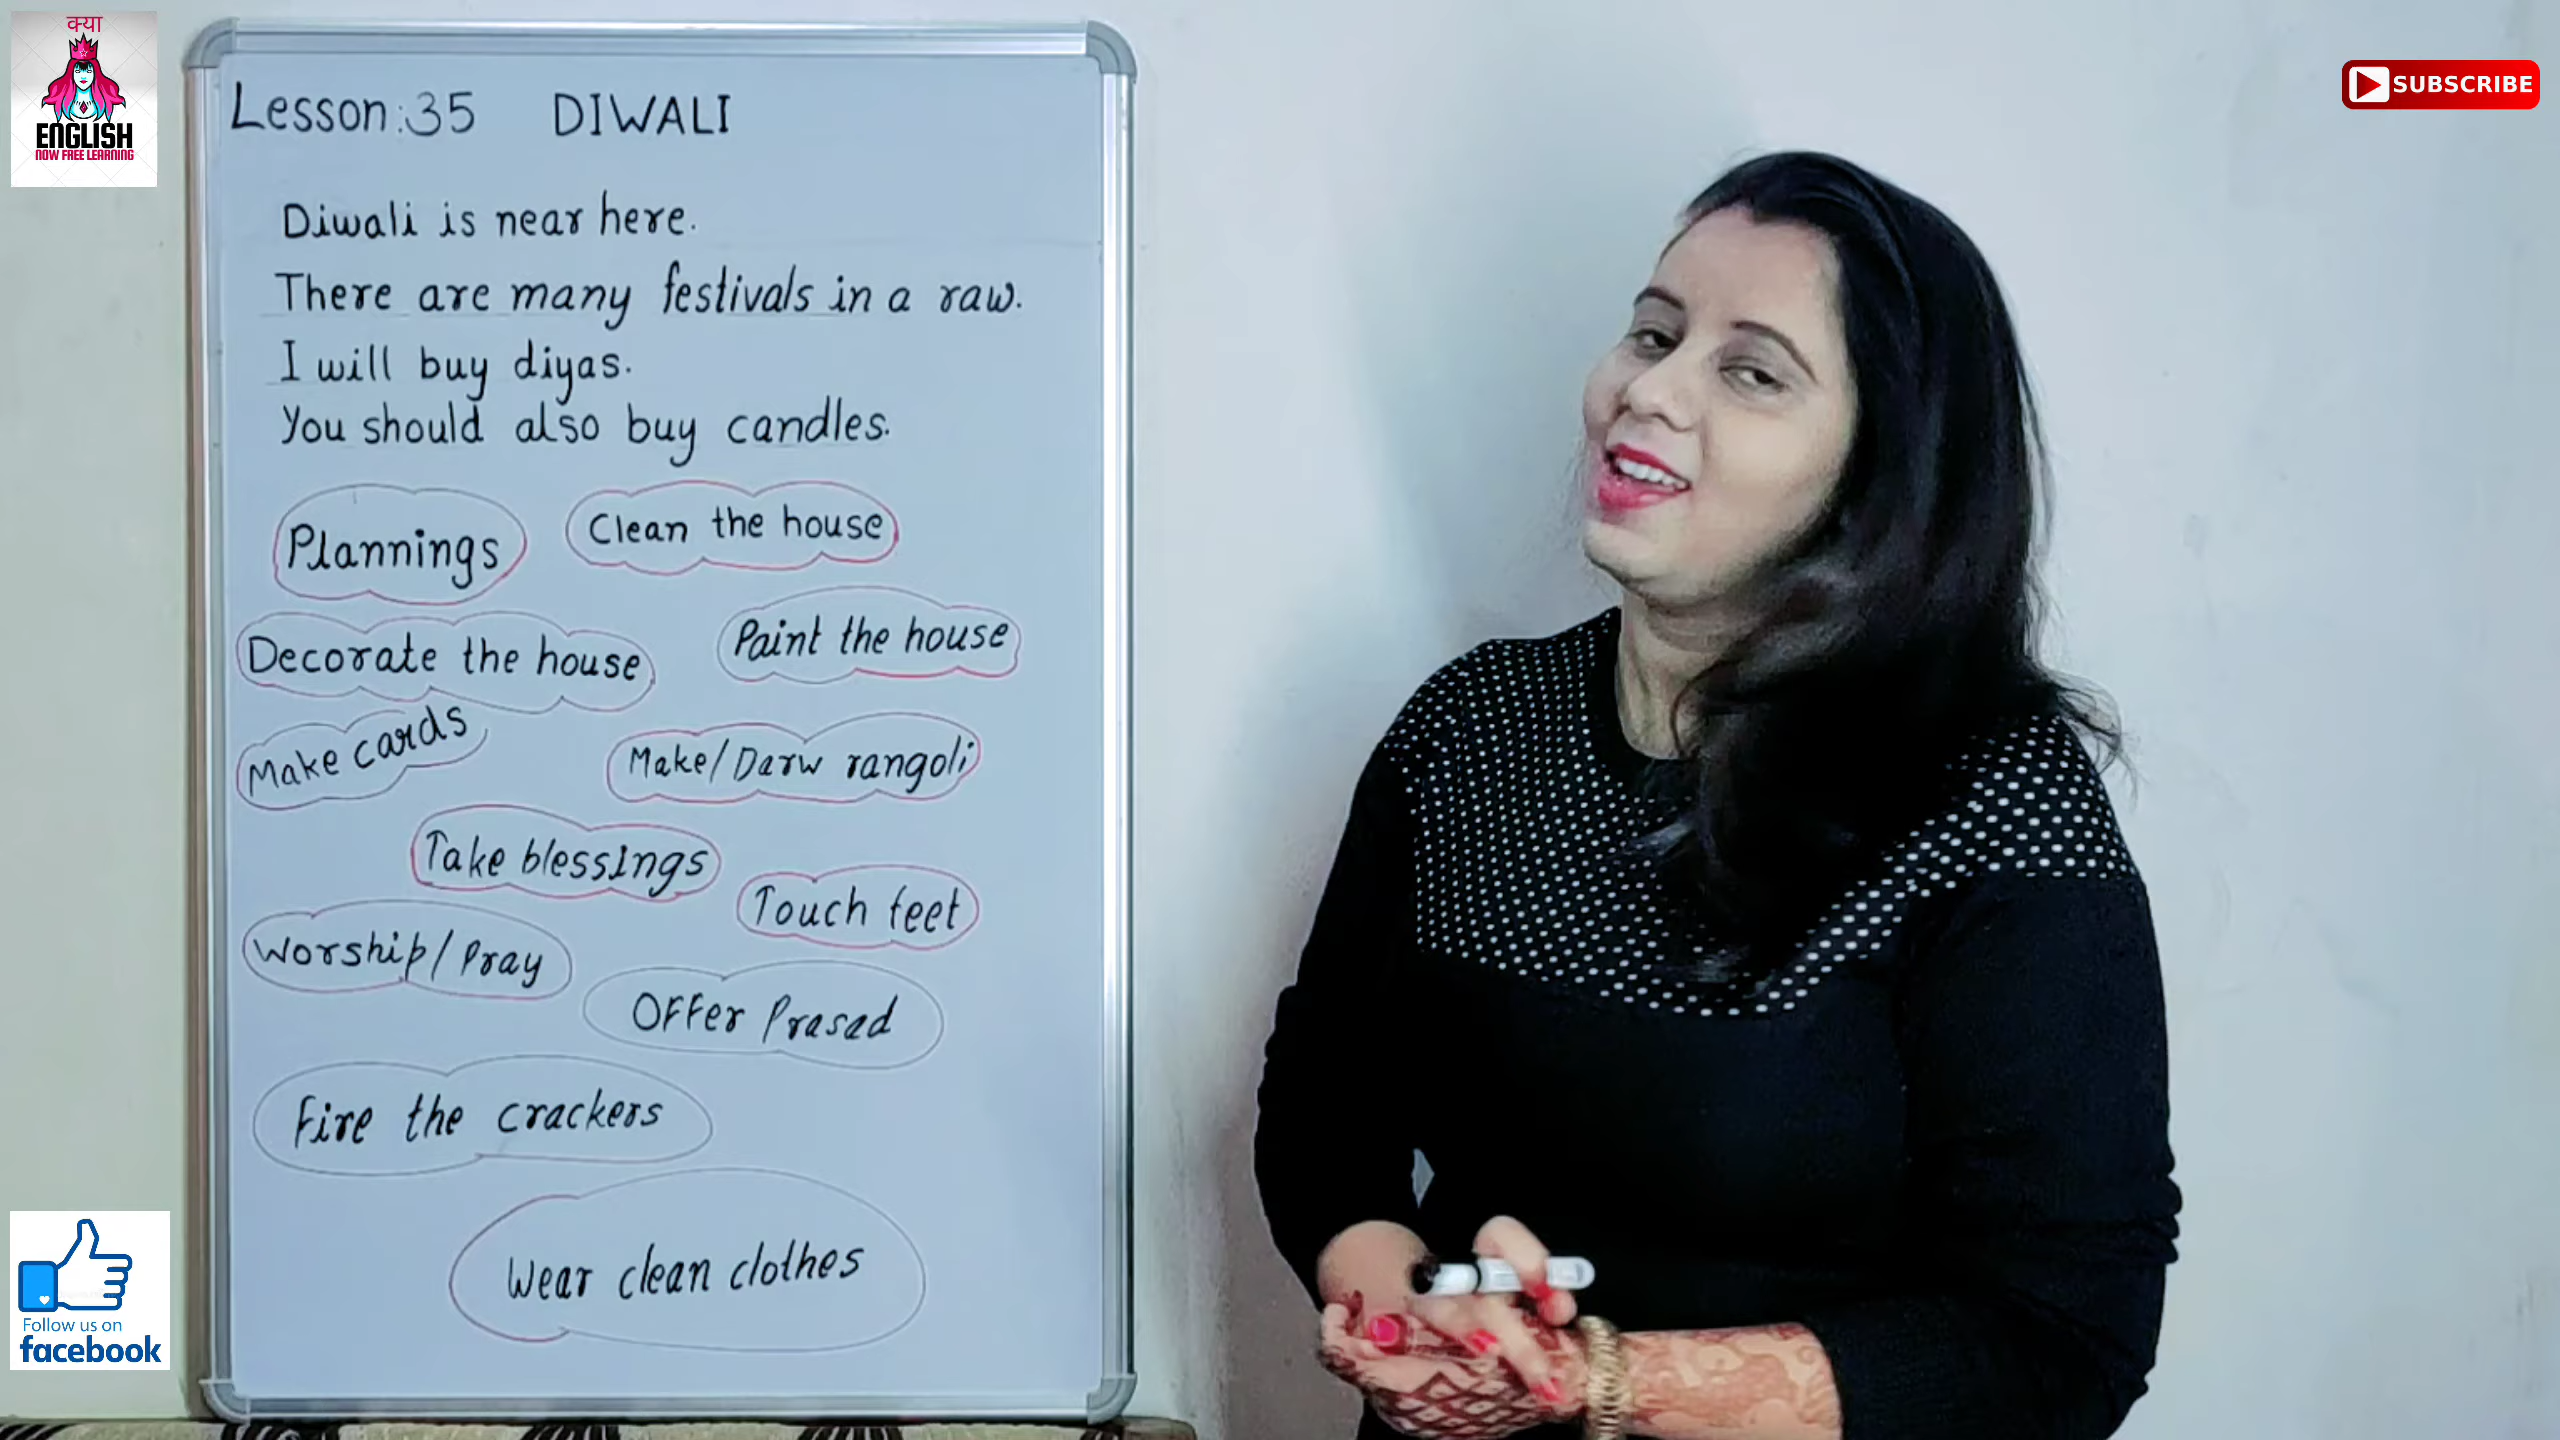 क्या
ENGLISH
NOW FREE LEARNING
SUBSCRIBE
Lesson:35 DIWALI
Diwali is near here.
There are many festivals in a raw.
I will buy diyas.
You should also buy candles.
Plannings
Clean the house
Decorate the house
Paint the house
Make cards
Make/Darw rangoli
Take blessings
Touch feet
Worship/Pray
Offer Prasad
Fire the crackers
Wear clean clothes
Follow us on
facebook